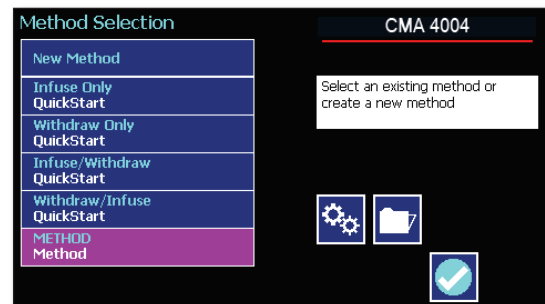 Method Selection
CMA 4004
New Method
Infuse Only
QuickStart
Withdraw Only
QuickStart
Infuse/Withdraw
QuickStart
Withdraw/Infuse
QuickStart
METHOD
Method
Select an existing method or
create a new method